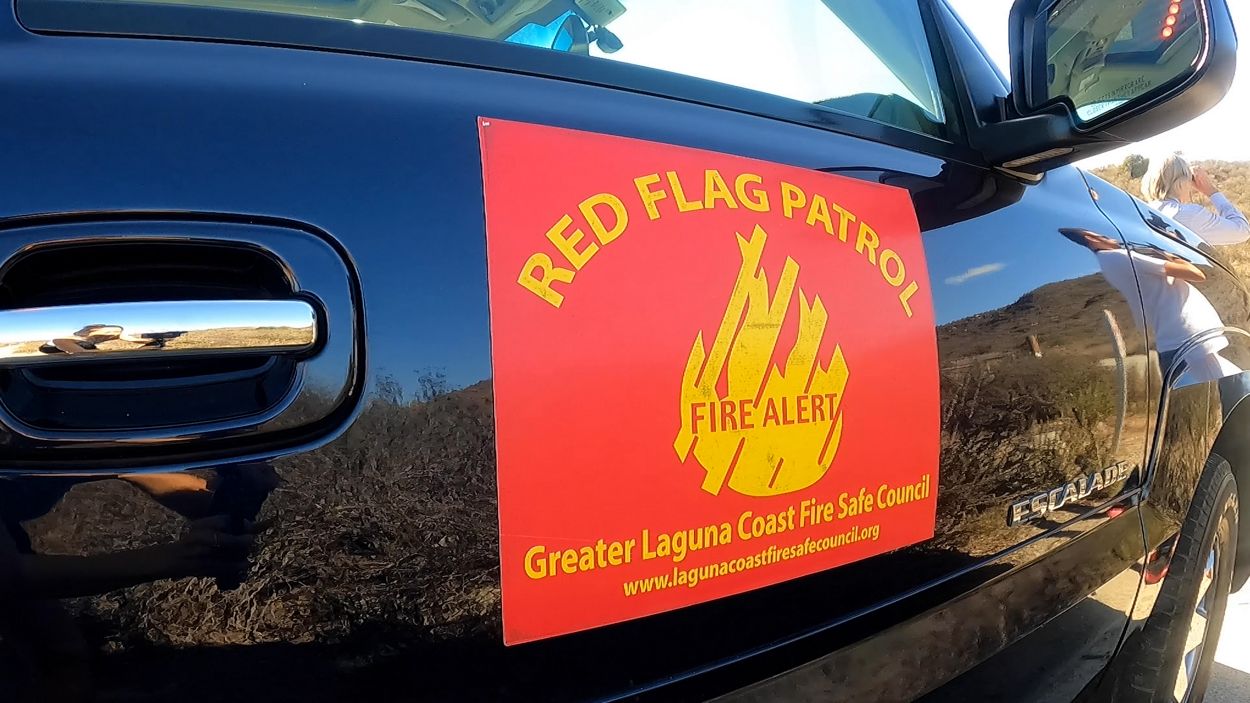 RED FLAG PATROL
FIRE ALERT
Greater Laguna Coast Fire Safe Council
www.lagunacoastfiresafecouncil.org
ESCALADE